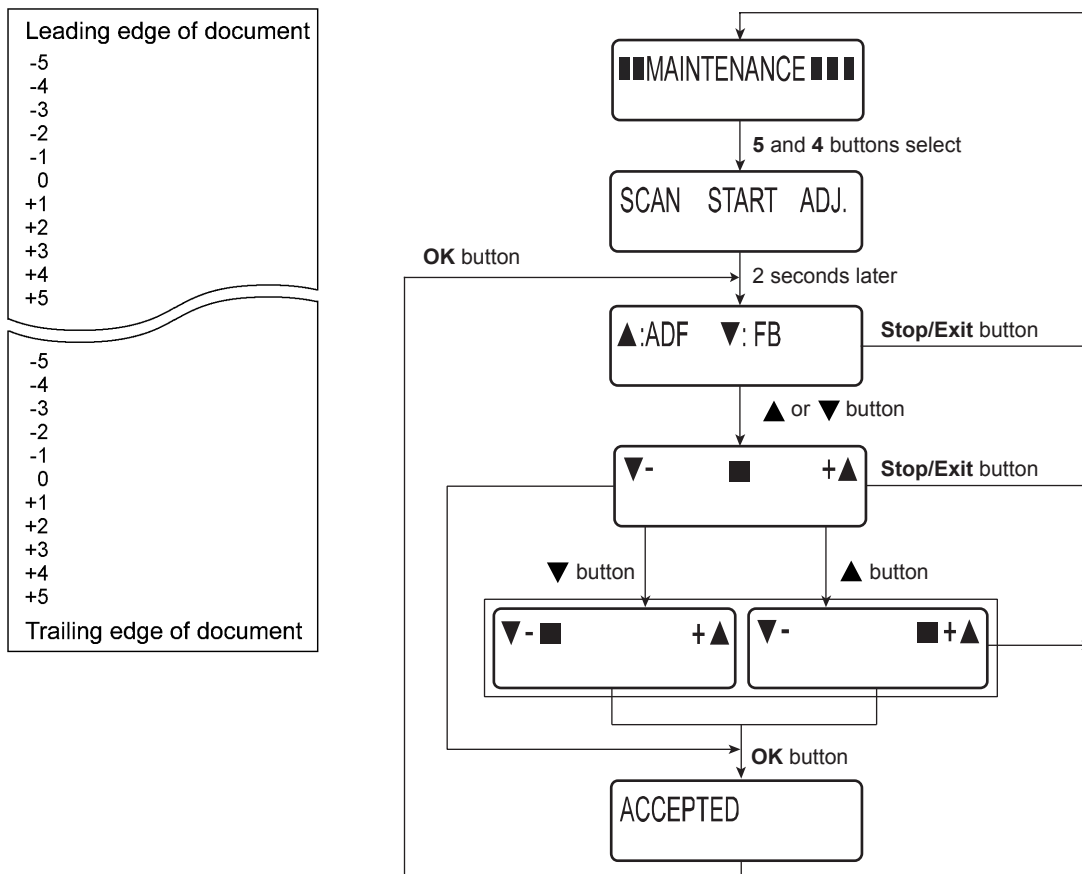 Leading edge of document
-5
-4
-3
-2
-1
0
+1
+2
+3
+4
+5
-5
-4
-3
-2
-1
0
+1
+2
+3
+4
+5
Trailing edge of document
■■MAINTENANCE■■■
5 and 4 buttons select
SCAN START ADJ.
OK button
2 seconds later
▲:ADF ▼: FB
Stop/Exit button
▲ or ▼ button
▼- ■ +▲
Stop/Exit button
▼ button
▲ button
▼-■ +▲
▼- ■+▲
OK button
ACCEPTED